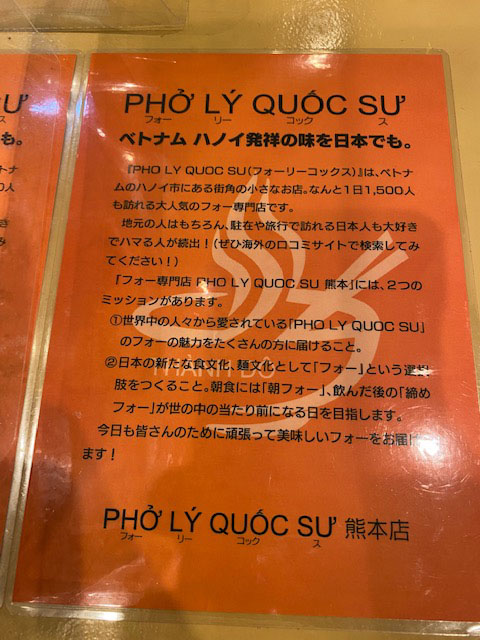 PHỞ LÝ QUỐC SƯ
フォー リー コックス
ベトナム ハノイ発祥の味を日本でも。
『PHO LY QUOC SU(フォーリーコックス)』は、ベトナ
ムのハノイ市にある街角の小さなお店。なんと1日1,500人
も訪れる大人気のフォー専門店です。
地元の人はもちろん、駐在や旅行で訪れる日本人も大好き
でハマる人が続出!(ぜひ海外の口コミサイトで検索してみ
てください!)
「フォー専門店 PHO LY QUOC SU 熊本」には、2つの
ミッションがあります。
①世界中の人々から愛されている「PHO LY QUOC SU」
のフォーの魅力をたくさんの方に届けること。
②日本の新たな食文化、麺文化として「フォー」という選択
肢をつくること。朝食には「朝フォー」、飲んだ後の「締め
フォー」が世の中の当たり前になる日を目指します。
今日も皆さんのために頑張って美味しいフォーをお届け
ます!
THÀNH ĐÔ
PHỞ LÝ QUỐC SƯ 熊本店
フォー リー コックス